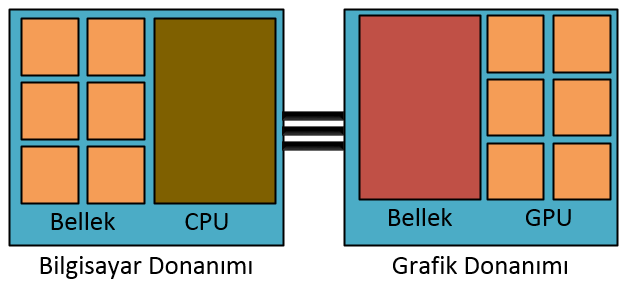 Bellek CPU
Bellek GPU
Bilgisayar Donanımı
Grafik Donanımı